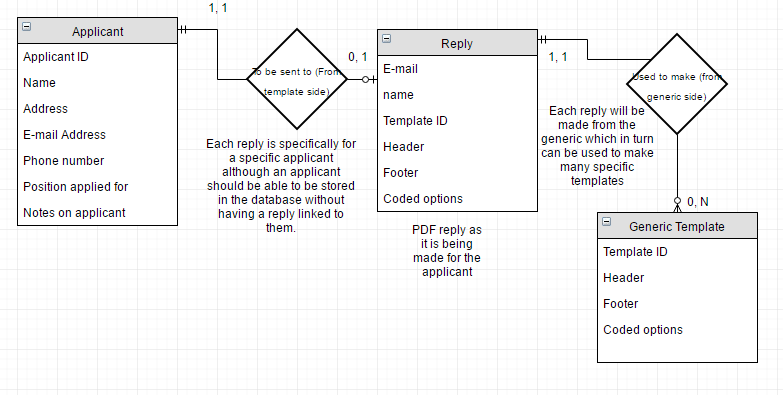 1, 1
Applicant
Applicant ID
Name
Address
E-mail Address
Phone number
Position applied for
Notes on applicant
To be sent to (From
template side)
0, 1
Each reply is specifically for
a specific applicant
although an applicant
should be able to be stored
in the database without
having a reply linked to
them.
Reply
E-mail
name
Template ID
Header
Footer
Coded options
PDF reply as
it is being
made for the
applicant
1, 1
Used to make (from
generic side)
Each reply will be
made from the
generic which in turn
can be used to make
many specific
templates
0, N
Generic Template
Template ID
Header
Footer
Coded options